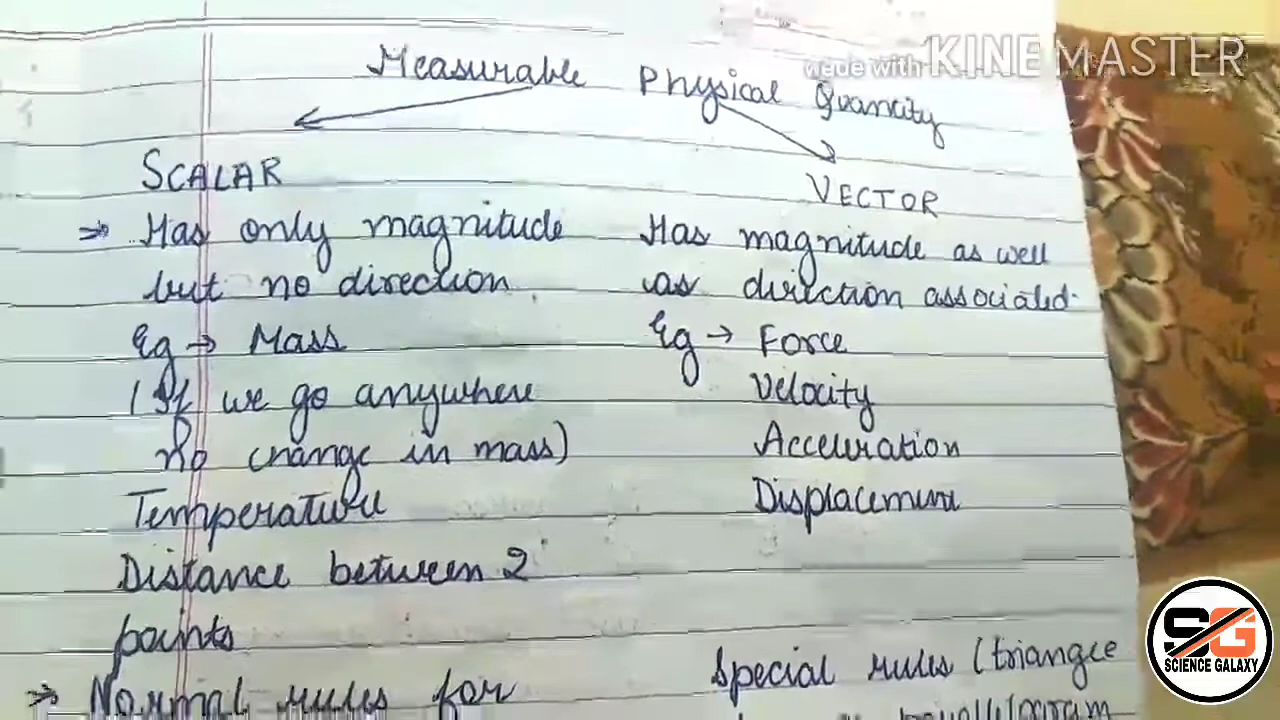 made with KINEMASTER
Measurable Physical Quantity
SCALAR
VECTOR
⇒ Has only magnitude
but no direction.
Eg → Mass
(If we go anywhere
no change in mass)
Temperature
Distance between 2
points
⇒ Normal rules for
Has magnitude as well
as direction associated.
Eg → Force
Velocity
Acceleration
Displacement
Special rules (triangle
parallelogram
SG
SCIENCE GALAXY